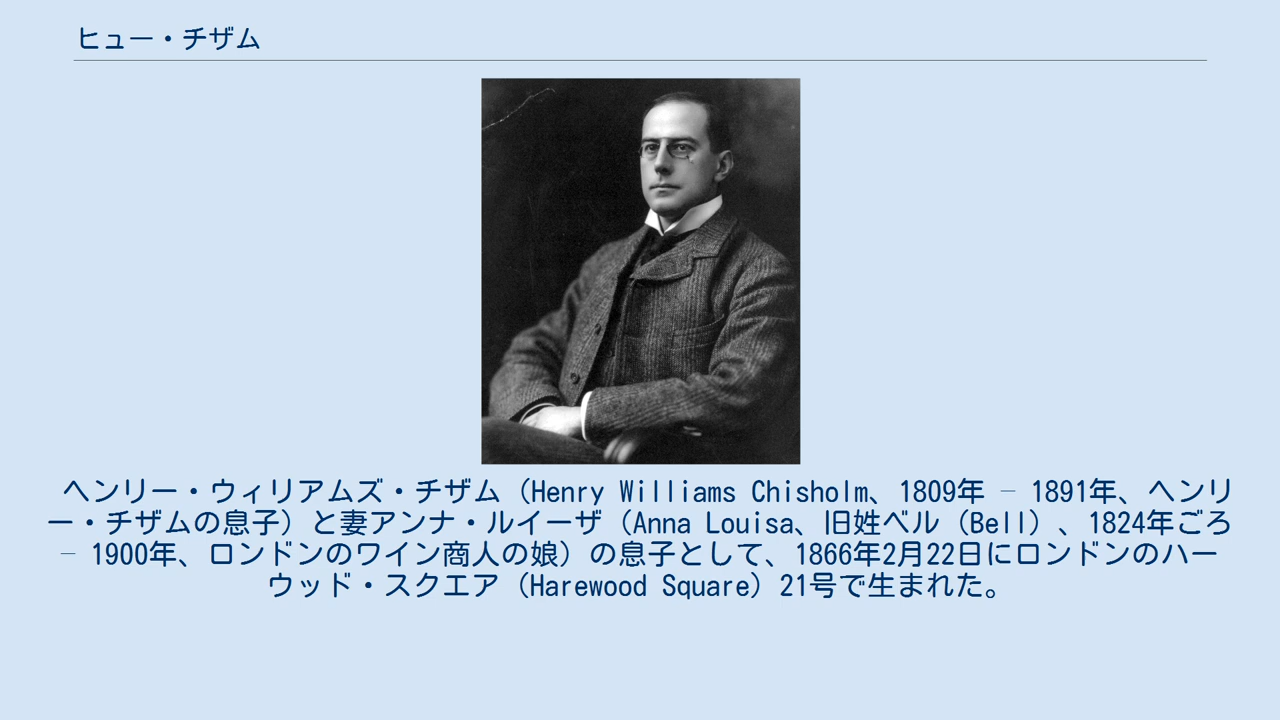 ヒュー・チザム
ヘンリー・ウィリアムズ・チザム（Henry Williams Chisholm、1809年 – 1891年、ヘンリ
ー・チザムの息子）と妻アンナ・ルイーザ（Anna Louisa、旧姓ベル（Bell）、1824年ごろ
– 1900年、ロンドンのワイン商人の娘）の息子として、1866年2月22日にロンドンのハー
ウッド・スクエア（Harewood Square）21号で生まれた。